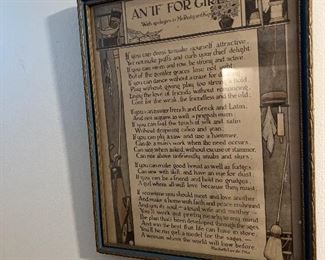 AN "IF" FOR GIRLS
With apologies to Mr. Rudyard Kipling
If you can dress to make yourself attractive,
Yet not make puffs and curls your chief delight;
If you can swim and row, be strong and active,
But of the gentler graces lose not sight;
If you can dance without a craze for dancing,
Play without giving play too strong a hold,
Enjoy the love of friends without romancing,
Care for the weak, the friendless and the old;
If you can master French and Greek and Latin,
And not acquire as well a priggish mien,
If you can feel the touch of silk and satin
Without despising calico and jean;
If you can ply a saw and use a hammer,
Can do a man's work when the need occurs,
Can sing when asked, without excuse or stammer,
Can rise above unfriendly snubs and slurs;
If you can make good bread as well as fudges,
Can sew with skill and have an eye for dust,
If you can be a friend and hold no grudges,
A girl whom all will love because they must;
If sometime you should meet and love another
And make a home with faith and peace enshrined,
And you its soul—a loyal wife and mother—
You'll work out pretty nearly to my mind
The plan that's been developed through the ages,
And win the best that life can have in store,
You'll be, my girl, a model for the sages—
A woman whom the world will bow before.